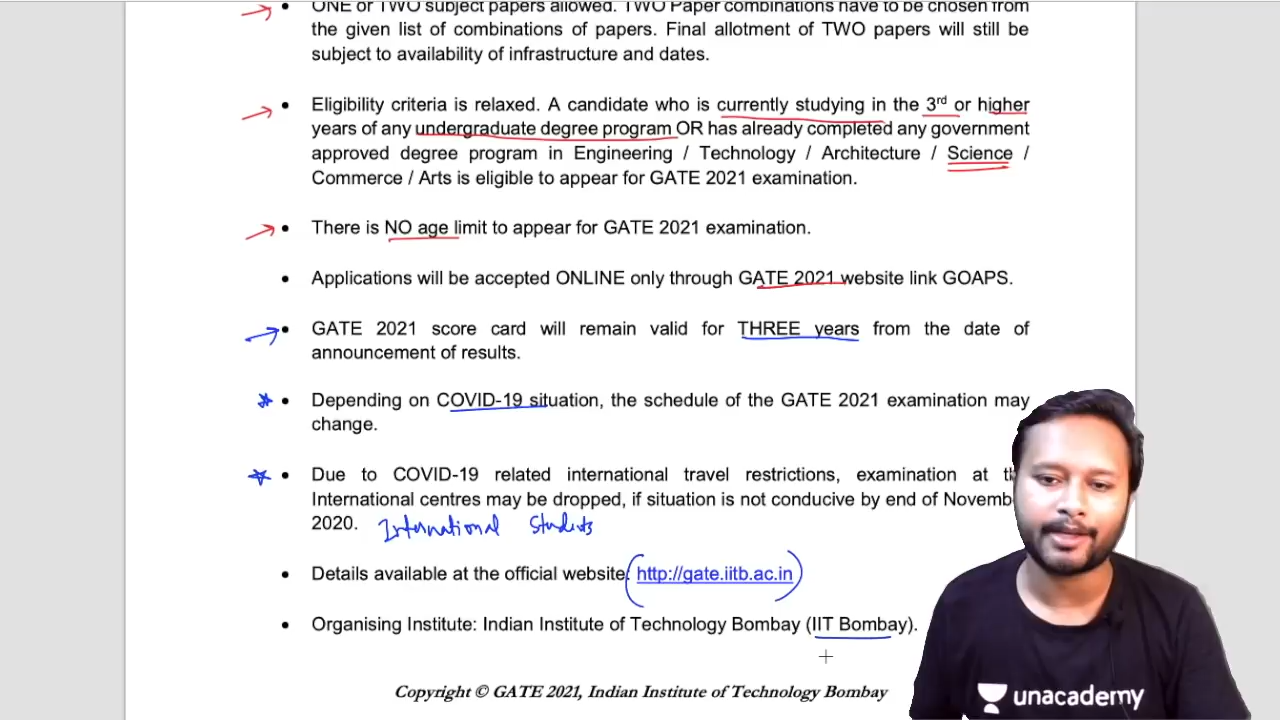 ONE or TWO subject papers allowed. TWO Paper combinations have to be chosen from
the given list of combinations of papers. Final allotment of TWO papers will still be
subject to availability of infrastructure and dates.
Eligibility criteria is relaxed. A candidate who is currently studying in the 3rd or higher
years of any undergraduate degree program OR has already completed any government
approved degree program in Engineering / Technology / Architecture / Science /
Commerce / Arts is eligible to appear for GATE 2021 examination.
There is NO age limit to appear for GATE 2021 examination.
Applications will be accepted ONLINE only through GATE 2021 website link GOAPS.
GATE 2021 score card will remain valid for THREE years from the date of
announcement of results.
Depending on COVID-19 situation, the schedule of the GATE 2021 examination may
change.
Due to COVID-19 related international travel restrictions, examination at
International centres may be dropped, if situation is not conducive by end of Novembe
2020. International Students
Details available at the official website: http://gate.iitb.ac.in
Organising Institute: Indian Institute of Technology Bombay (IIT Bombay).
Copyright © GATE 2021, Indian Institute of Technology Bombay
unacademy